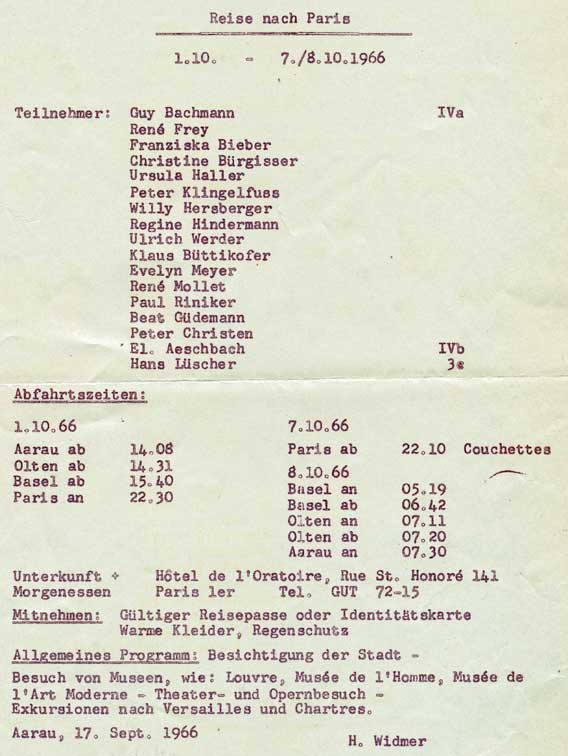 Reise nach Paris
1.10. - 7./8.10.1966
Teilnehmer: Guy Bachmann IVa
René Frey
Franziska Bieber
Christine Bürgisser
Ursula Haller
Peter Klingelfuss
Willy Hersberger
Regine Hindermann
Ulrich Werder
Klaus Büttikofer
Evelyn Meyer
René Mollet
Paul Riniker
Beat Güdemann
Peter Christen
El. Aeschbach IVb
Hans Lüscher
Abfahrtszeiten:
1.10.66
Aarau ab 14.08
Olten ab 14.31
Basel ab 15.40
Paris an 22.30
7.10.66
Paris ab 22.10 Couchettes
8.10.66
Basel an 05.19
Basel ab 06.42
Olten an 07.11
Olten ab 07.20
Aarau an 07.30
Unterkunft + Hôtel de l'Oratoire, Rue St. Honoré 141
Morgenessen Paris 1er Tel. GUT 72-15
Mitnehmen: Gültiger Reisepasse oder Identitätskarte
Warme Kleider, Regenschutz
Allgemeines Programm: Besichtigung der Stadt -
Besuch von Museen, wie: Louvre, Musée de l'Homme, Musée de
l'Art Moderne - Theater- und Opernbesuch -
Exkursionen nach Versailles und Chartres.
Aarau, 17. Sept. 1966
H. Widmer